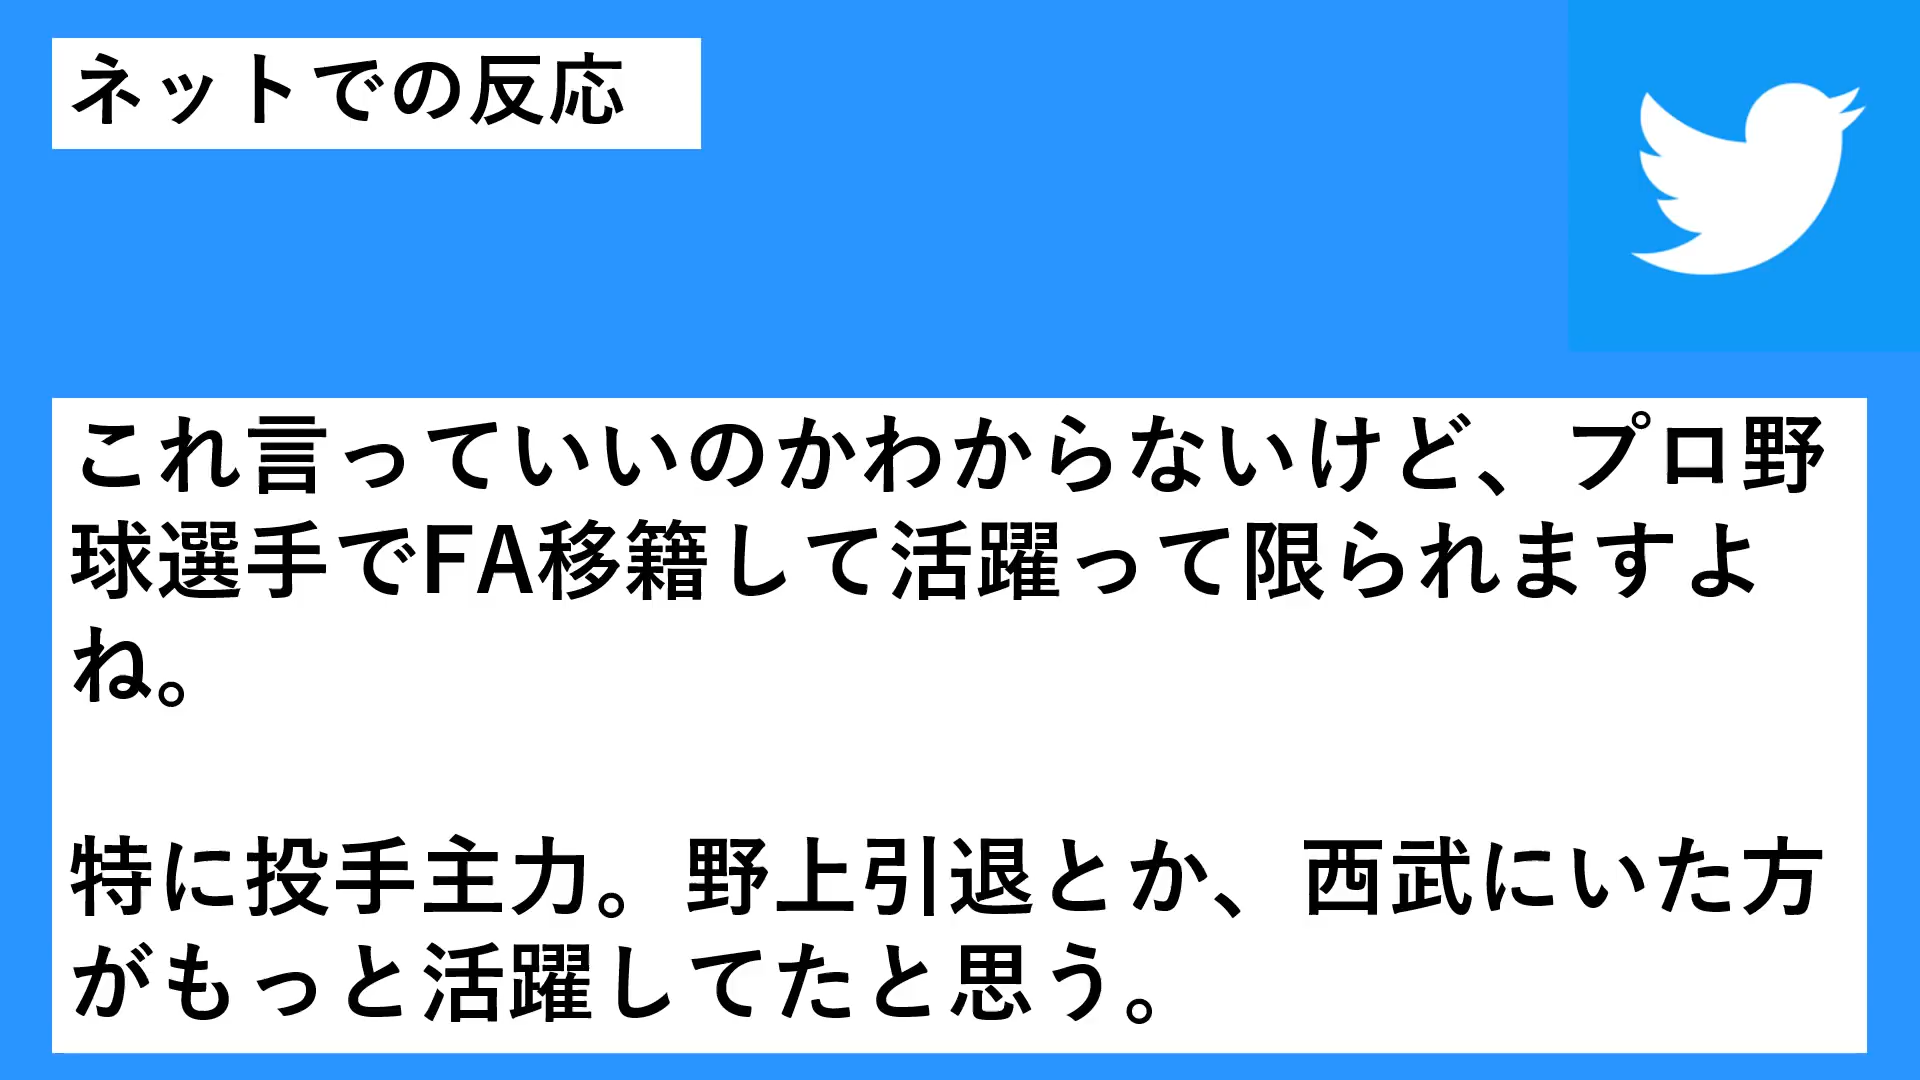 ネットでの反応
これ言っていいのかわからないけど、プロ野
球選手でFA移籍して活躍って限られますよ
ね。
特に投手主力。野上引退とか、西武にいた方
がもっと活躍してたと思う。